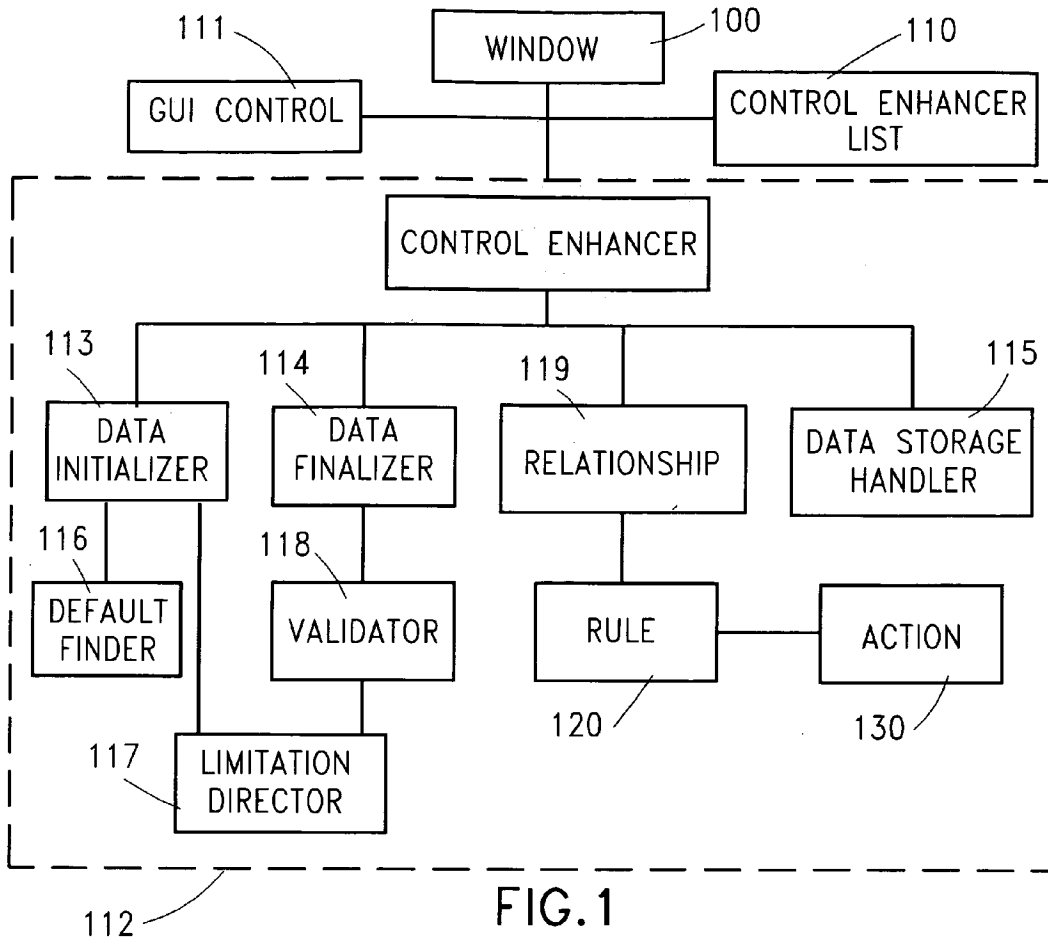 111
WINDOW
100
110
GUI CONTROL
CONTROL ENHANCER
LIST
CONTROL ENHANCER
113
DATA
INITIALIZER
114
DATA
FINALIZER
119
RELATIONSHIP
115
DATA STORAGE
HANDLER
116
DEFAULT
FINDER
118
VALIDATOR
RULE
120
ACTION
130
117
LIMITATION
DIRECTOR
112
FIG.1